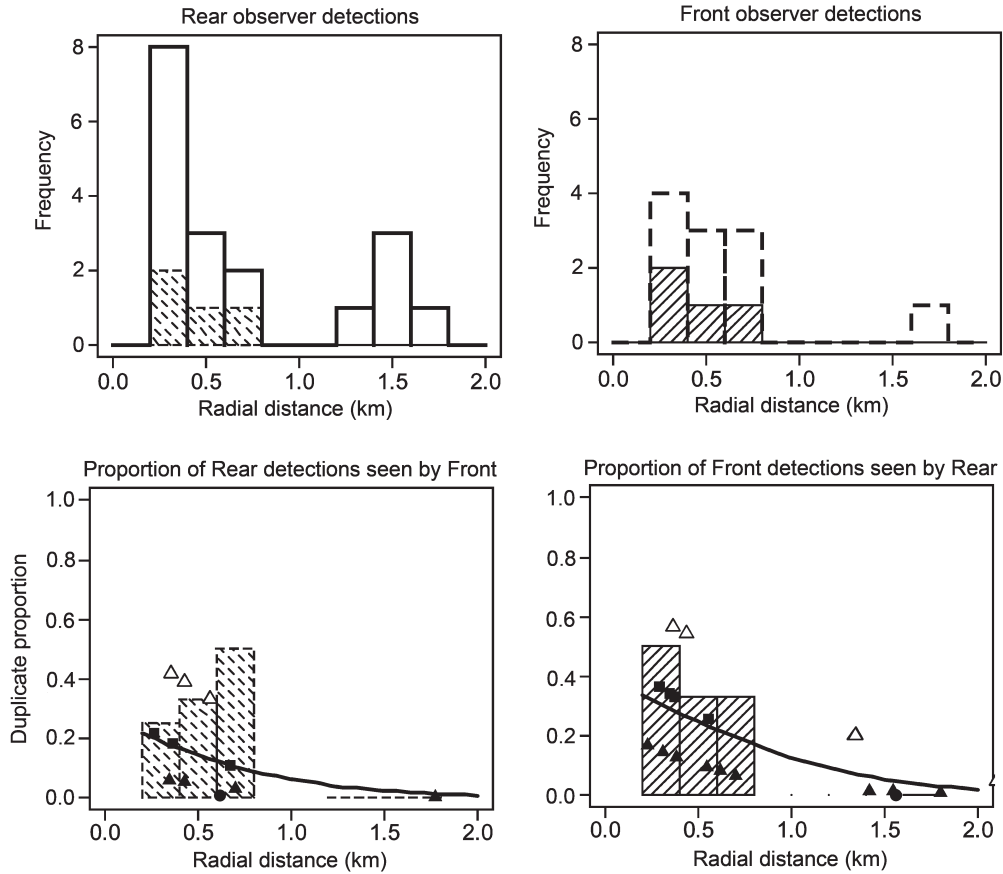 Rear observer detections
Front observer detections
Frequency
8
6
4
2
0
0.0 0.5 1.0 1.5 2.0
Radial distance (km)
Frequency
8
6
4
2
0
0.0 0.5 1.0 1.5 2.0
Radial distance (km)
Proportion of Rear detections seen by Front
Proportion of Front detections seen by Rear
Duplicate proportion
1.0
0.8
0.6
0.4
0.2
0.0
0.0 0.5 1.0 1.5 2.0
Radial distance (km)
1.0
0.8
0.6
0.4
0.2
0.0
0.0 0.5 1.0 1.5 2.0
Radial distance (km)